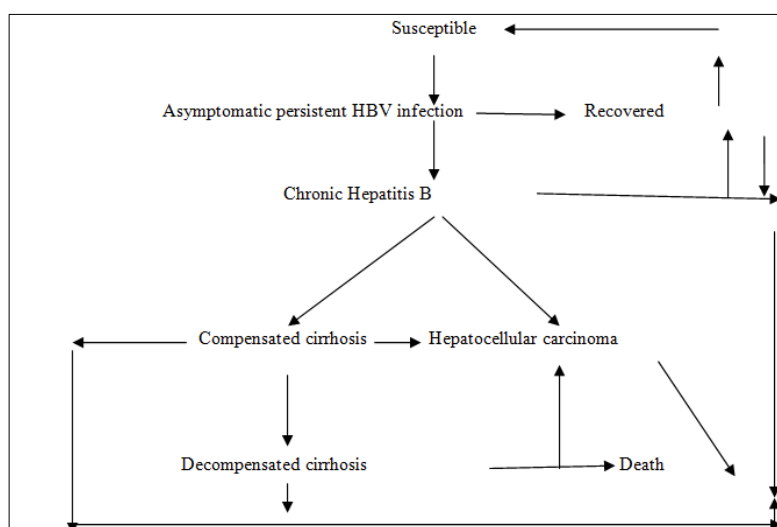 Susceptible
Asymptomatic persistent HBV infection Recovered
Chronic Hepatitis B
Compensated cirrhosis Hepatocellular carcinoma
Decompensated cirrhosis Death